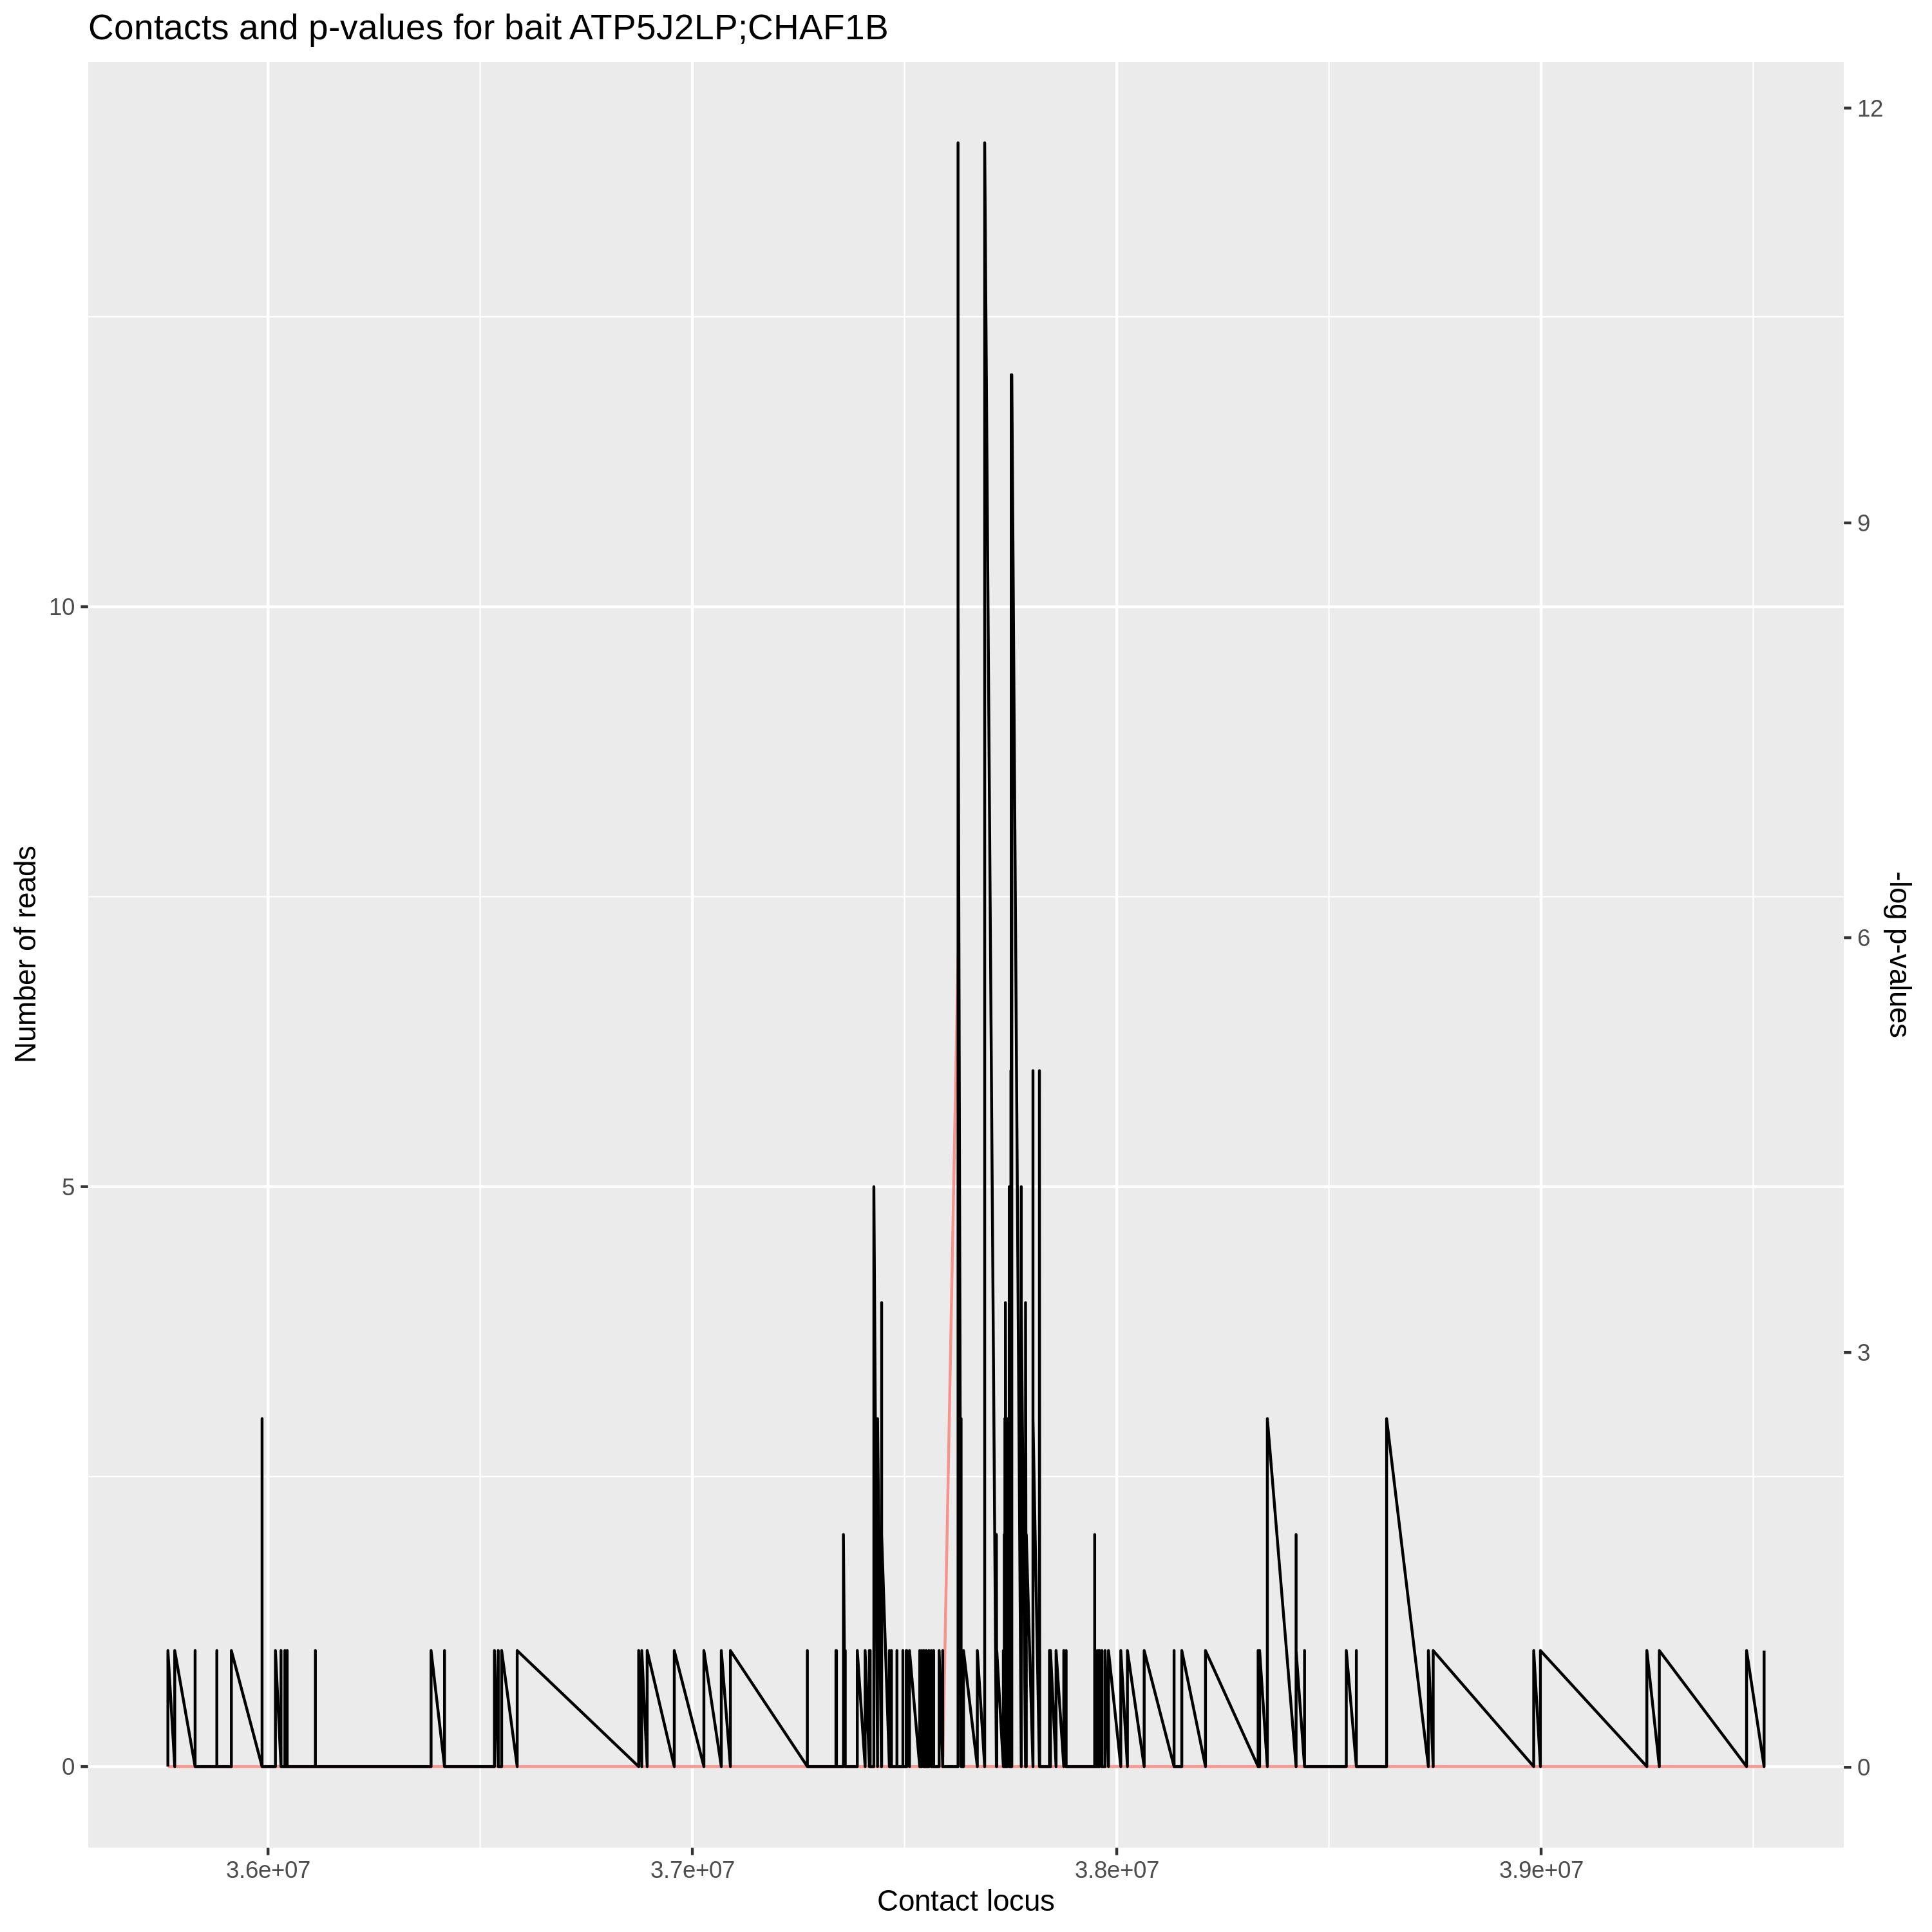 Contacts and p-values for bait ATP5J2LP;CHAF1B
Number of reads
10
5
0
12
9
6
3
0
-log p-values
3.6e+07 3.7e+07 3.8e+07 3.9e+07
Contact locus